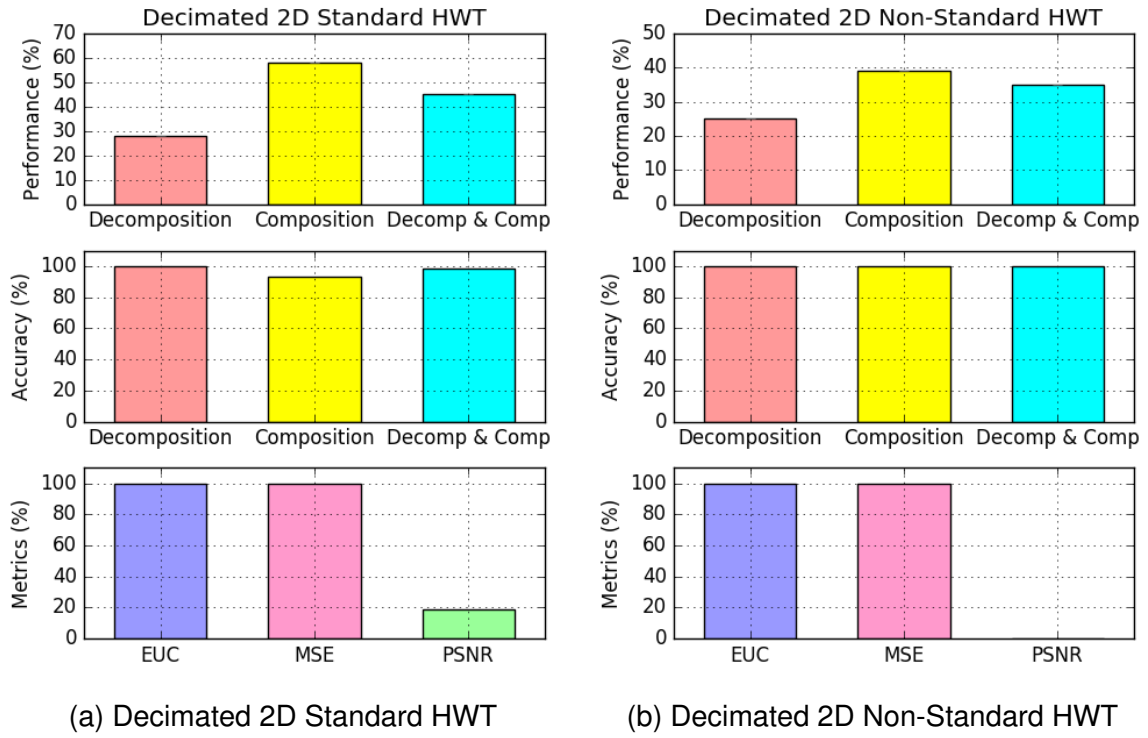 Decimated 2D Standard HWT
Performance (%)
70
60
50
40
30
20
10
0
Decomposition Composition Decomp & Comp
Accuracy (%)
100
80
60
40
20
0
Decomposition Composition Decomp & Comp
Metrics (%)
100
80
60
40
20
0
EUC MSE PSNR
(a) Decimated 2D Standard HWT
Decimated 2D Non-Standard HWT
Performance (%)
50
40
30
20
10
0
Decomposition Composition Decomp & Comp
Accuracy (%)
100
80
60
40
20
0
Decomposition Composition Decomp & Comp
Metrics (%)
100
80
60
40
20
0
EUC MSE PSNR
(b) Decimated 2D Non-Standard HWT